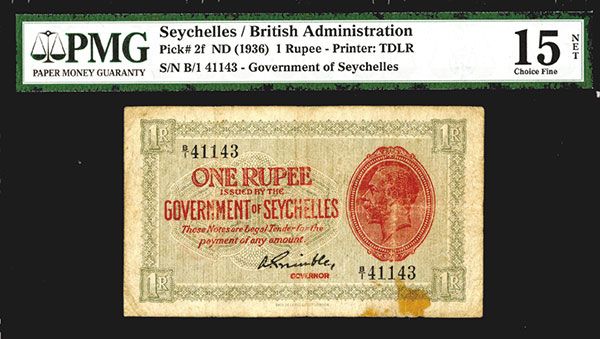 PMG
PAPER MONEY GUARANTY
Seychelles / British Administration
Pick# 2f ND (1936) 1 Rupee - Printer: TDLR
S/N B/1 41143 - Government of Seychelles
15
NET
Choice Fine
1R
1R
B/1 41143
ONE RUPEE
ISSUED BY THE
GOVERNMENT OF SEYCHELLES
These Notes are Legal Tender for the
payment of any amount.
GOVERNOR
B/1 41143
1R
1R